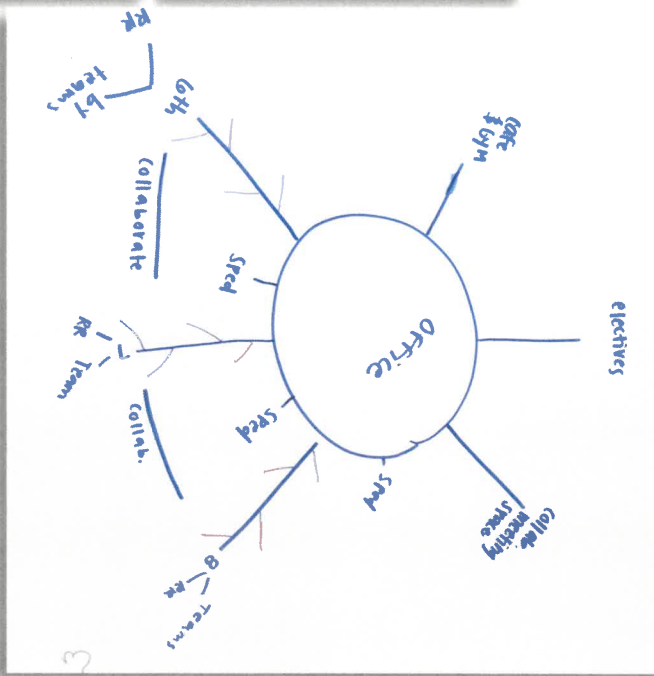 RR
by
teams
6th
Cafe
& Gym
Collaborate
Sped
electives
Office
RR
7
Team
Sped
Collab.
Sped
Collab
meeting
space
8
RR
Teams
3